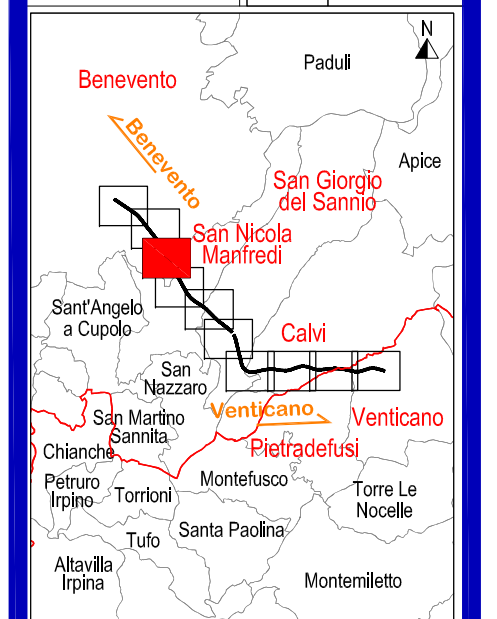 N
Paduli
Benevento
Benevento
Apice
San Giorgio
del Sannio
San Nicola
Manfredi
Sant'Angelo
a Cupolo
Calvi
San
Nazzaro
Venticano
Venticano
San Martino
Sannita
Pietradefusi
Chianche
Montefusco
Petruro
Irpino
Torrioni
Torre Le
Nocelle
Santa Paolina
Tufo
Altavilla
Irpina
Montemiletto